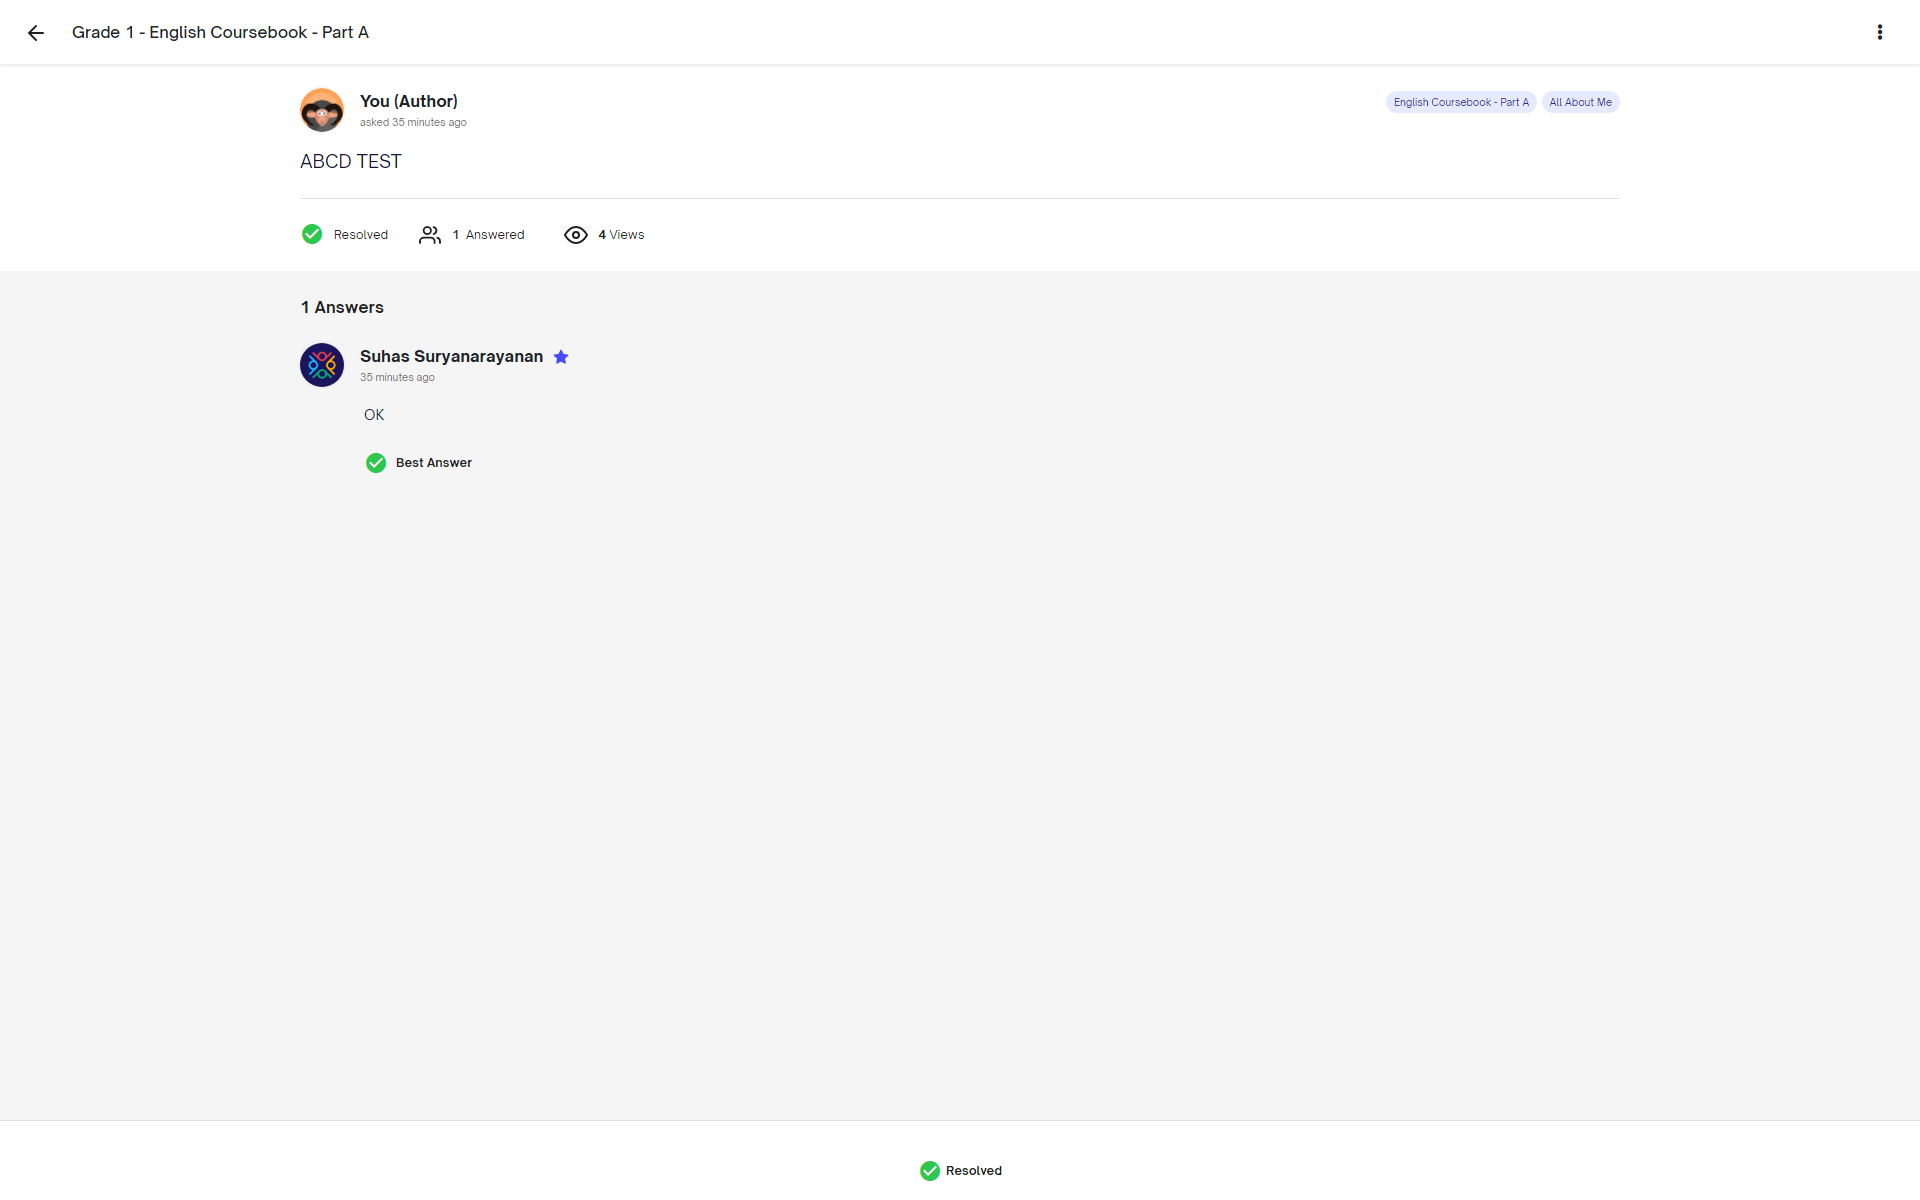 Grade 1 - English Coursebook - Part A
You (Author)
asked 35 minutes ago
English Coursebook - Part A
All About Me
ABCD TEST
Resolved
1 Answered
4 Views
1 Answers
Suhas Suryanarayanan
35 minutes ago
OK
Best Answer
Resolved